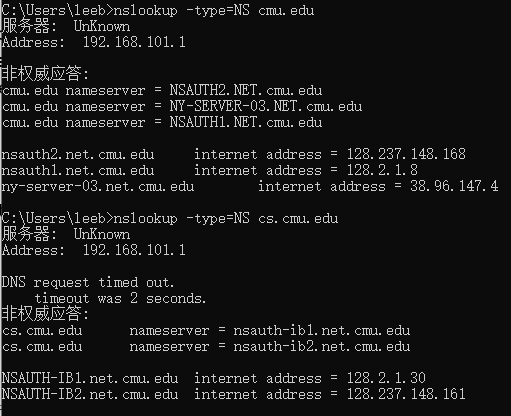 C:\Users\leeb>nslookup -type=NS cmu.edu
服务器:  UnKnown
Address:  192.168.101.1
非权威应答:
cmu.edu nameserver = NSAUTH2.NET.cmu.edu
cmu.edu nameserver = NY-SERVER-03.NET.cmu.edu
cmu.edu nameserver = NSAUTH1.NET.cmu.edu
nsauth2.net.cmu.edu     internet address = 128.237.148.168
nsauth1.net.cmu.edu     internet address = 128.2.1.8
ny-server-03.net.cmu.edu        internet address = 38.96.147.4
C:\Users\leeb>nslookup -type=NS cs.cmu.edu
服务器:  UnKnown
Address:  192.168.101.1
DNS request timed out.
    timeout was 2 seconds.
非权威应答:
cs.cmu.edu      nameserver = nsauth-ib1.net.cmu.edu
cs.cmu.edu      nameserver = nsauth-ib2.net.cmu.edu
NSAUTH-IB1.net.cmu.edu  internet address = 128.2.1.30
NSAUTH-IB2.net.cmu.edu  internet address = 128.237.148.161